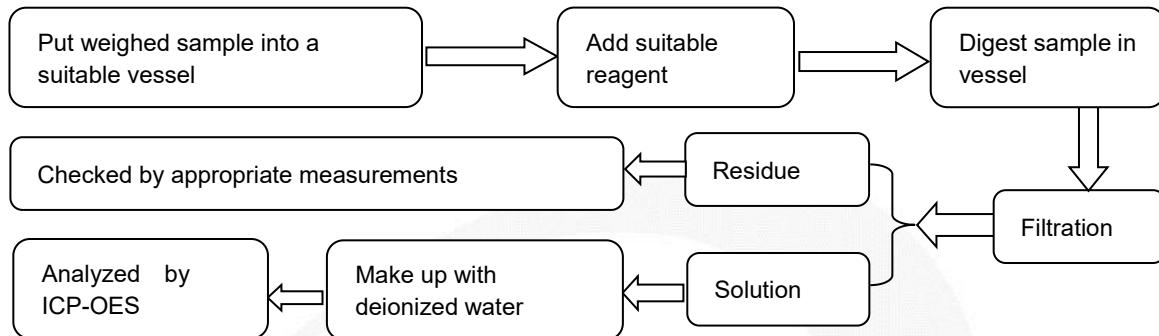 Put weighed sample into a
suitable vessel
Add suitable
reagent
Digest sample in
vessel
Filtration
Residue
Checked by appropriate measurements
Solution
Make up with
deionized water
Analyzed by
ICP-OES